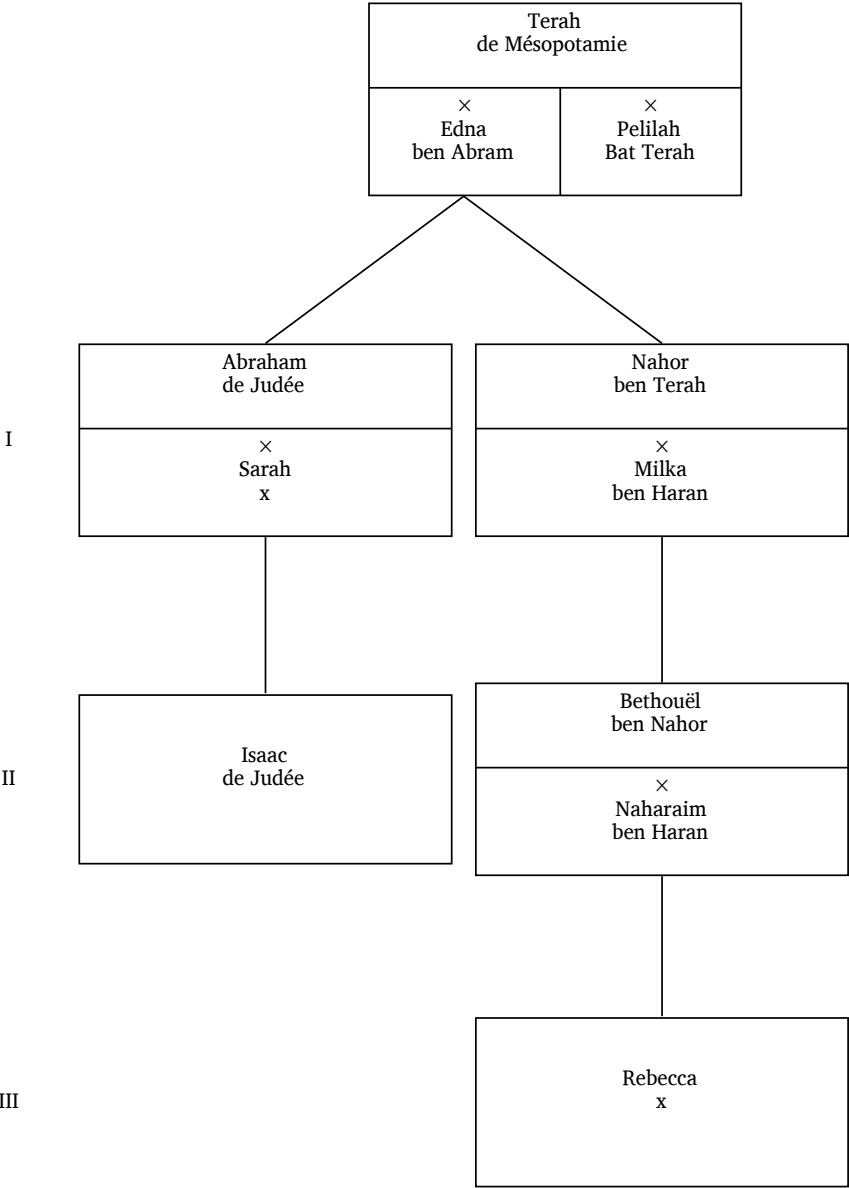 Terah
de Mésopotamie
×
Edna
ben Abram
×
Pelilah
Bat Terah
Abraham
de Judée
Nahor
ben Terah
I
×
Sarah
x
×
Milka
ben Haran
Bethouël
ben Nahor
Isaac
de Judée
II
×
Naharaim
ben Haran
Rebecca
x
III